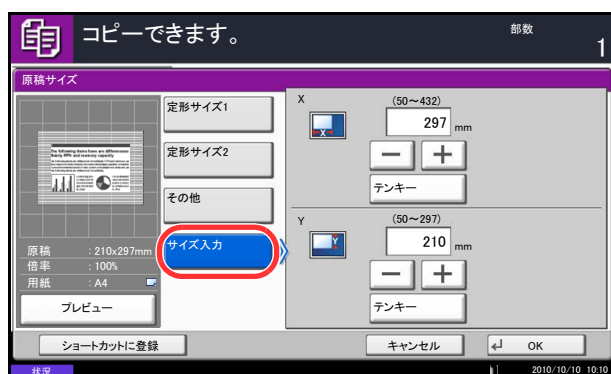 コピーできます。
部数
1
原稿サイズ
定形サイズ1
定形サイズ2
その他
サイズ入力
原稿 : 210x297mm
倍率 : 100%
用紙 : A4
プレビュー
X
(50～432)
297 mm
テンキー
Y
(50～297)
Y
210 mm
テンキー
ショートカットに登録
キャンセル
OK
状況
2010/10/10 10:10